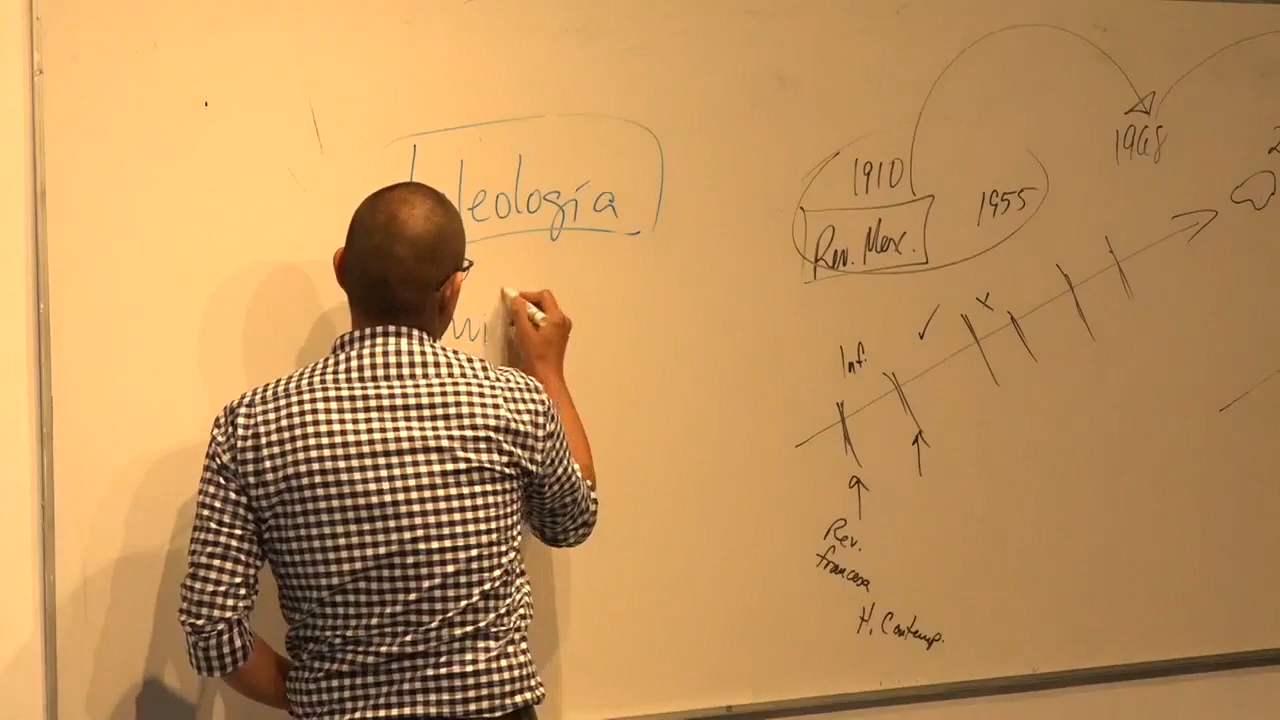 Ideología
1910
1955
Rev. Mex.
1968
Inf.
Rev.
francesa
H. Contemp.